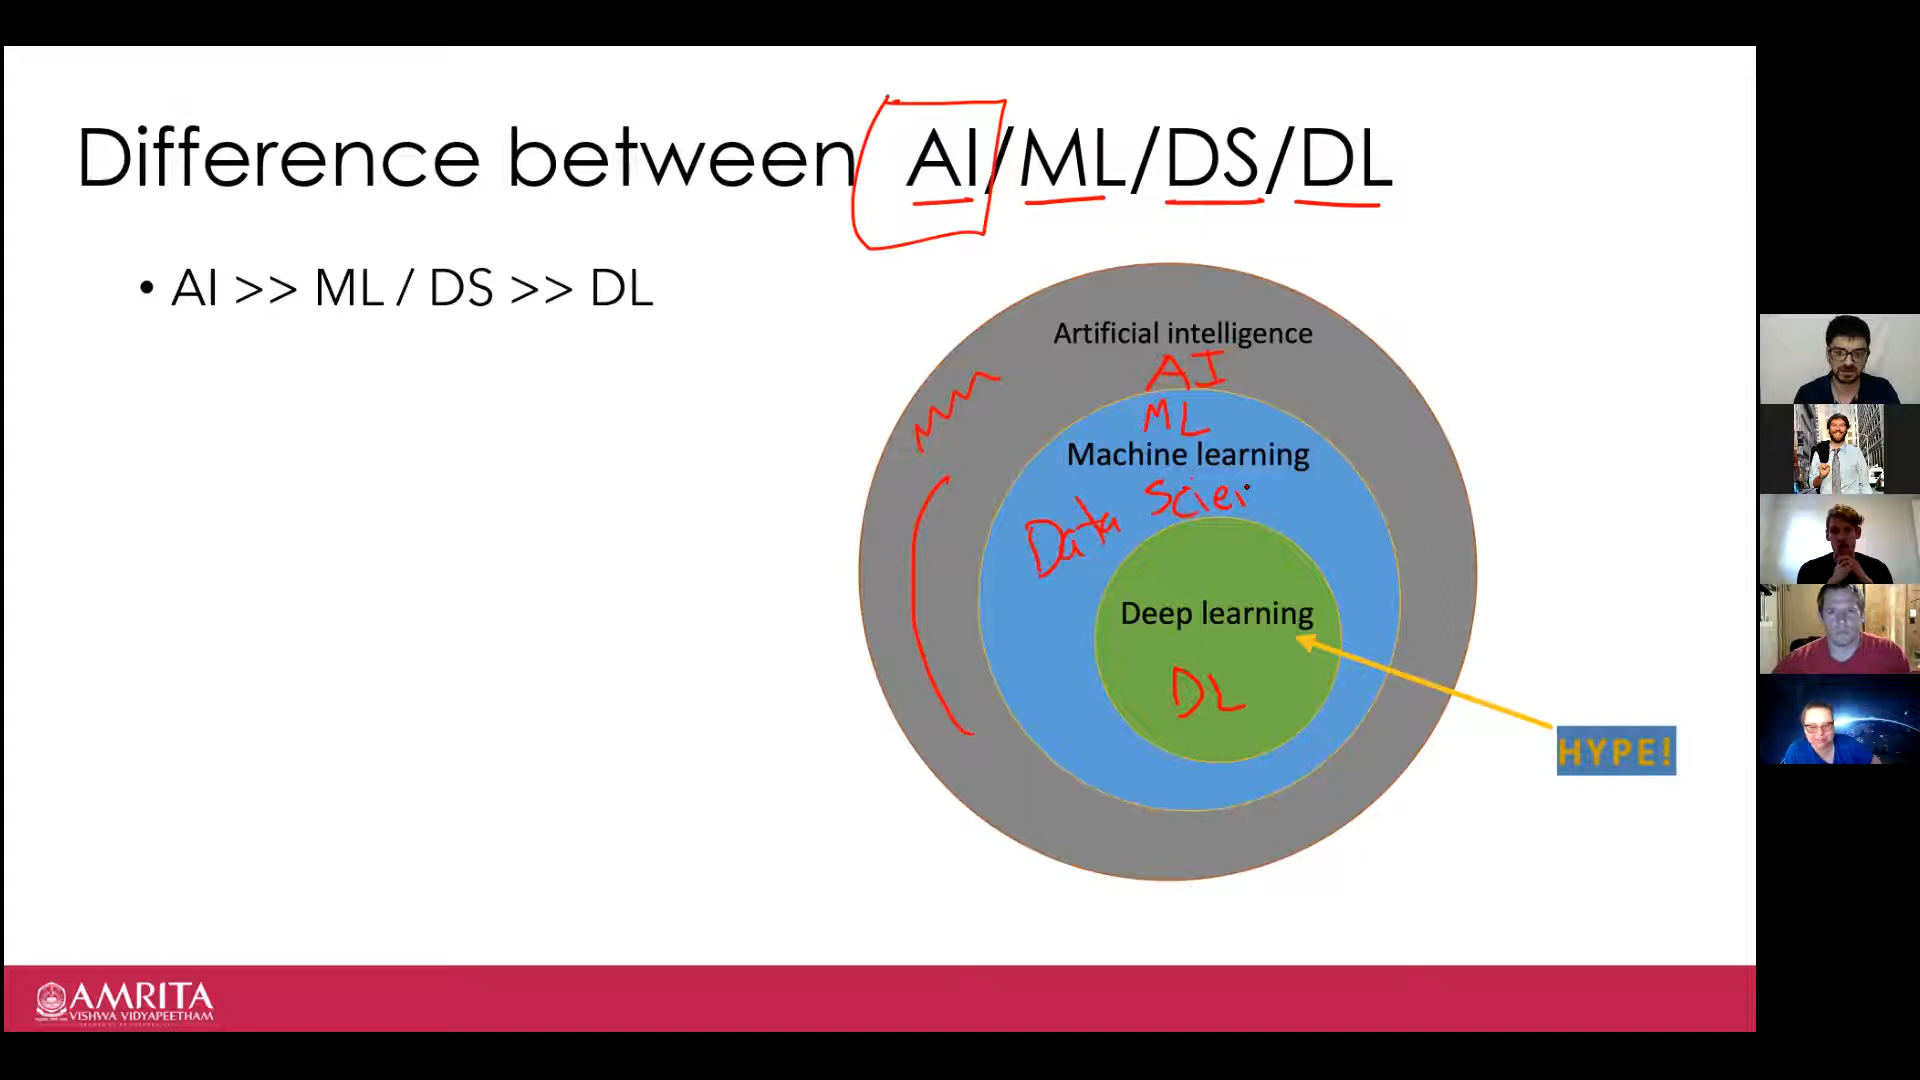 Difference between AI/ML/DS/DL
• AI >> ML / DS >> DL
Artificial intelligence
AI
ML
Machine learning
Data Scien
Deep learning
DL
HYPE!
AMRITA
VISHWA VIDYAPEETHAM